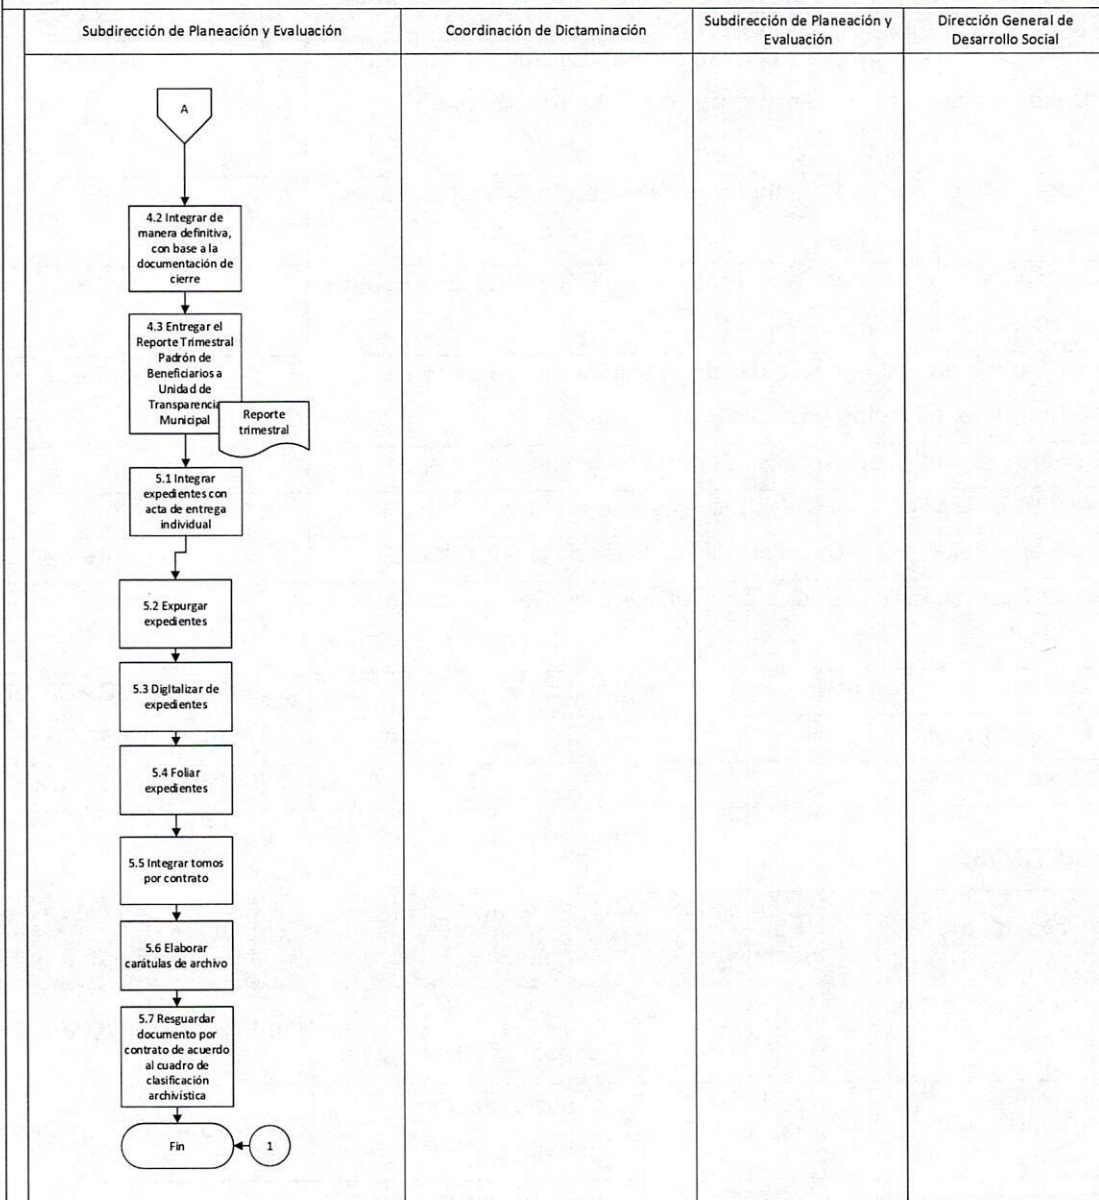 Subdirección de Planeación y Evaluación
Coordinación de Dictaminación
Subdirección de Planeación y
Evaluación
Dirección General de
Desarrollo Social
A
4.2 Integrar de
manera definitiva,
con base a la
documentación de
cierre
4.3 Entregar el
Reporte Trimestral
Padrón de
Beneficiarios a
Unidad de
Transparencia
Municipal
Reporte
trimestral
5.1 Integrar
expedientes con
acta de entrega
individual
5.2 Expurgar
expedientes
5.3 Digitalizar de
expedientes
5.4 Foliar
expedientes
5.5 Integrar tomos
por contrato
5.6 Elaborar
carátulas de archivo
5.7 Resguardar
documento por
contrato de acuerdo
al cuadro de
clasificación
archivística
Fin
1